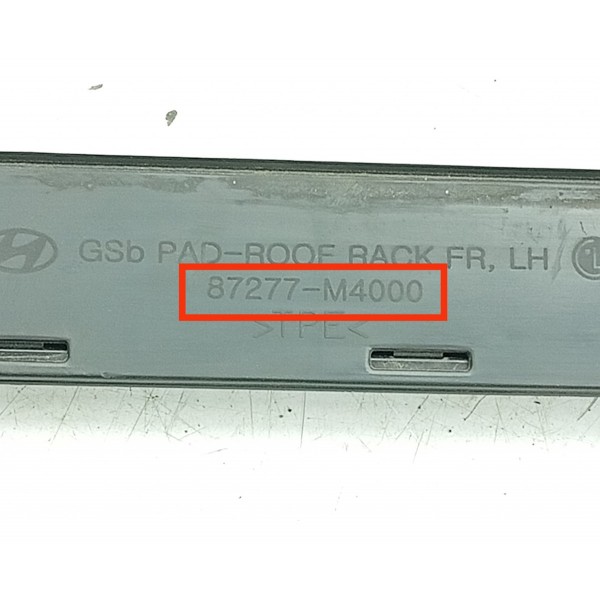 GSb PAD-ROOF RACK FR, LH
87277-M4000
>TPE<